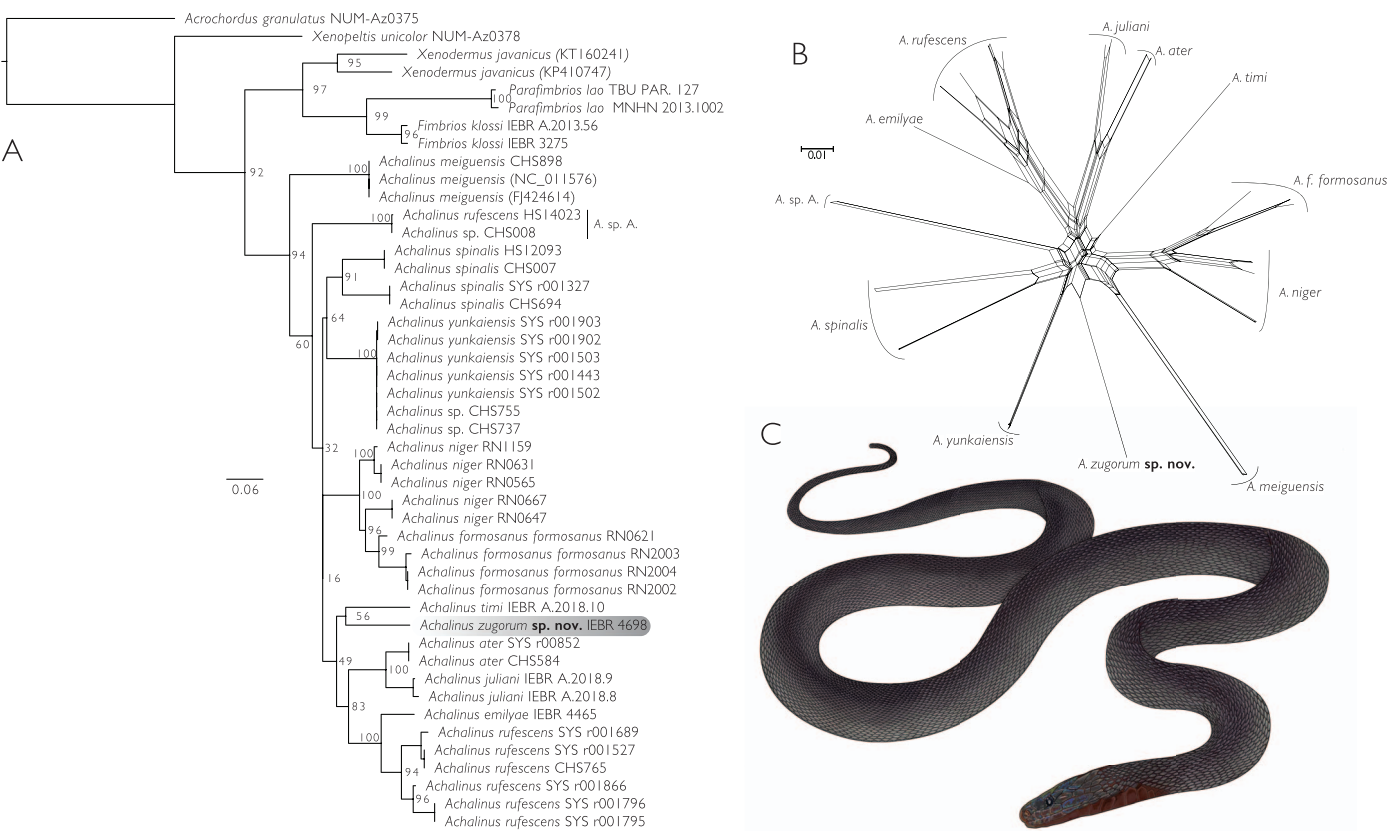 Acrochordus granulatus NUM-Az0375
Xenopeltis unicolor NUM-Az0378
Xenodermus javanicus (KT160241)
95
Xenodermus javanicus (KP410747)
97
Parafimbrios lao TBU PAR. 127
100
Parafimbrios lao MNHN 2013.1002
99
Fimbrios klossi IEBR A.2013.56
96
Fimbrios klossi IEBR 3275
A
Achalinus meiguensis CHS898
100
92
Achalinus meiguensis (NC_011576)
Achalinus meiguensis (FJ424614)
Achalinus rufescens HS14023
100
A. sp. A.
Achalinus sp. CHS008
94
Achalinus spinalis HS12093
Achalinus spinalis CHS007
91
Achalinus spinalis SYS r001327
Achalinus spinalis CHS694
64
Achalinus yunkaiensis SYS r001903
Achalinus yunkaiensis SYS r001902
60
100
Achalinus yunkaiensis SYS r001503
Achalinus yunkaiensis SYS r001443
Achalinus yunkaiensis SYS r001502
Achalinus sp. CHS755
Achalinus sp. CHS737
32
Achalinus niger RN1159
100
Achalinus niger RN0631
Achalinus niger RN0565
0.06
100
Achalinus niger RN0667
Achalinus niger RN0647
96
Achalinus formosanus formosanus RN0621
99
Achalinus formosanus formosanus RN2003
Achalinus formosanus formosanus RN2004
16
Achalinus formosanus formosanus RN2002
Achalinus timi IEBR A.2018.10
56
Achalinus zugorum sp. nov. IEBR 4698
Achalinus ater SYS r00852
49
Achalinus ater CHS584
100
Achalinus juliani IEBR A.2018.9
Achalinus juliani IEBR A.2018.8
83
Achalinus emilyae IEBR 4465
100
Achalinus rufescens SYS r001689
Achalinus rufescens SYS r001527
94
Achalinus rufescens CHS765
Achalinus rufescens SYS r001866
96
Achalinus rufescens SYS r001796
Achalinus rufescens SYS r001795
B
A. rufescens
A. juliani
A. ater
A. timi
A. emilyae
0.01
A. f. formosanus
A. sp. A.
A. niger
A. spinalis
A. yunkaiensis
A. zugorum sp. nov.
A. meiguensis
C